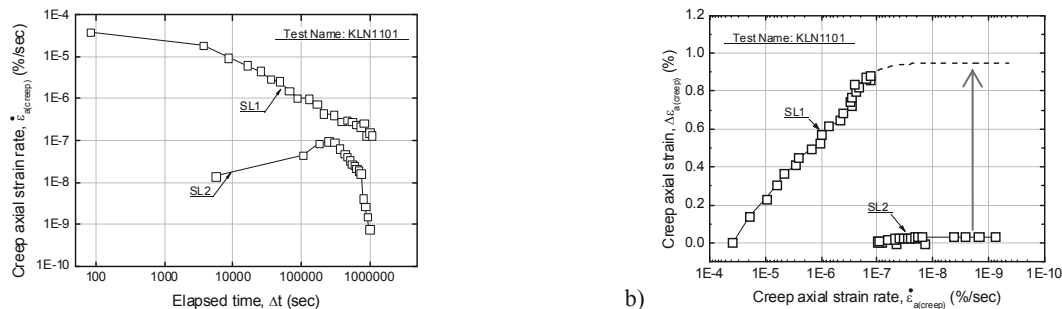 Creep axial strain rate, ε̇a(creep) (%/sec)
1E-4
1E-5
1E-6
1E-7
1E-8
1E-9
1E-10
Test Name: KLN1101
SL1
SL2
100
10000
100000
1000000
Elapsed time, Δt (sec)
b)
Creep axial strain, Δεa(creep) (%)
1.2
1.0
0.8
0.6
0.4
0.2
0.0
Test Name: KLN1101
SL1
SL2
1E-4
1E-5
1E-6
1E-7
1E-8
1E-9
1E-10
Creep axial strain rate, ε̇a(creep) (%/sec)